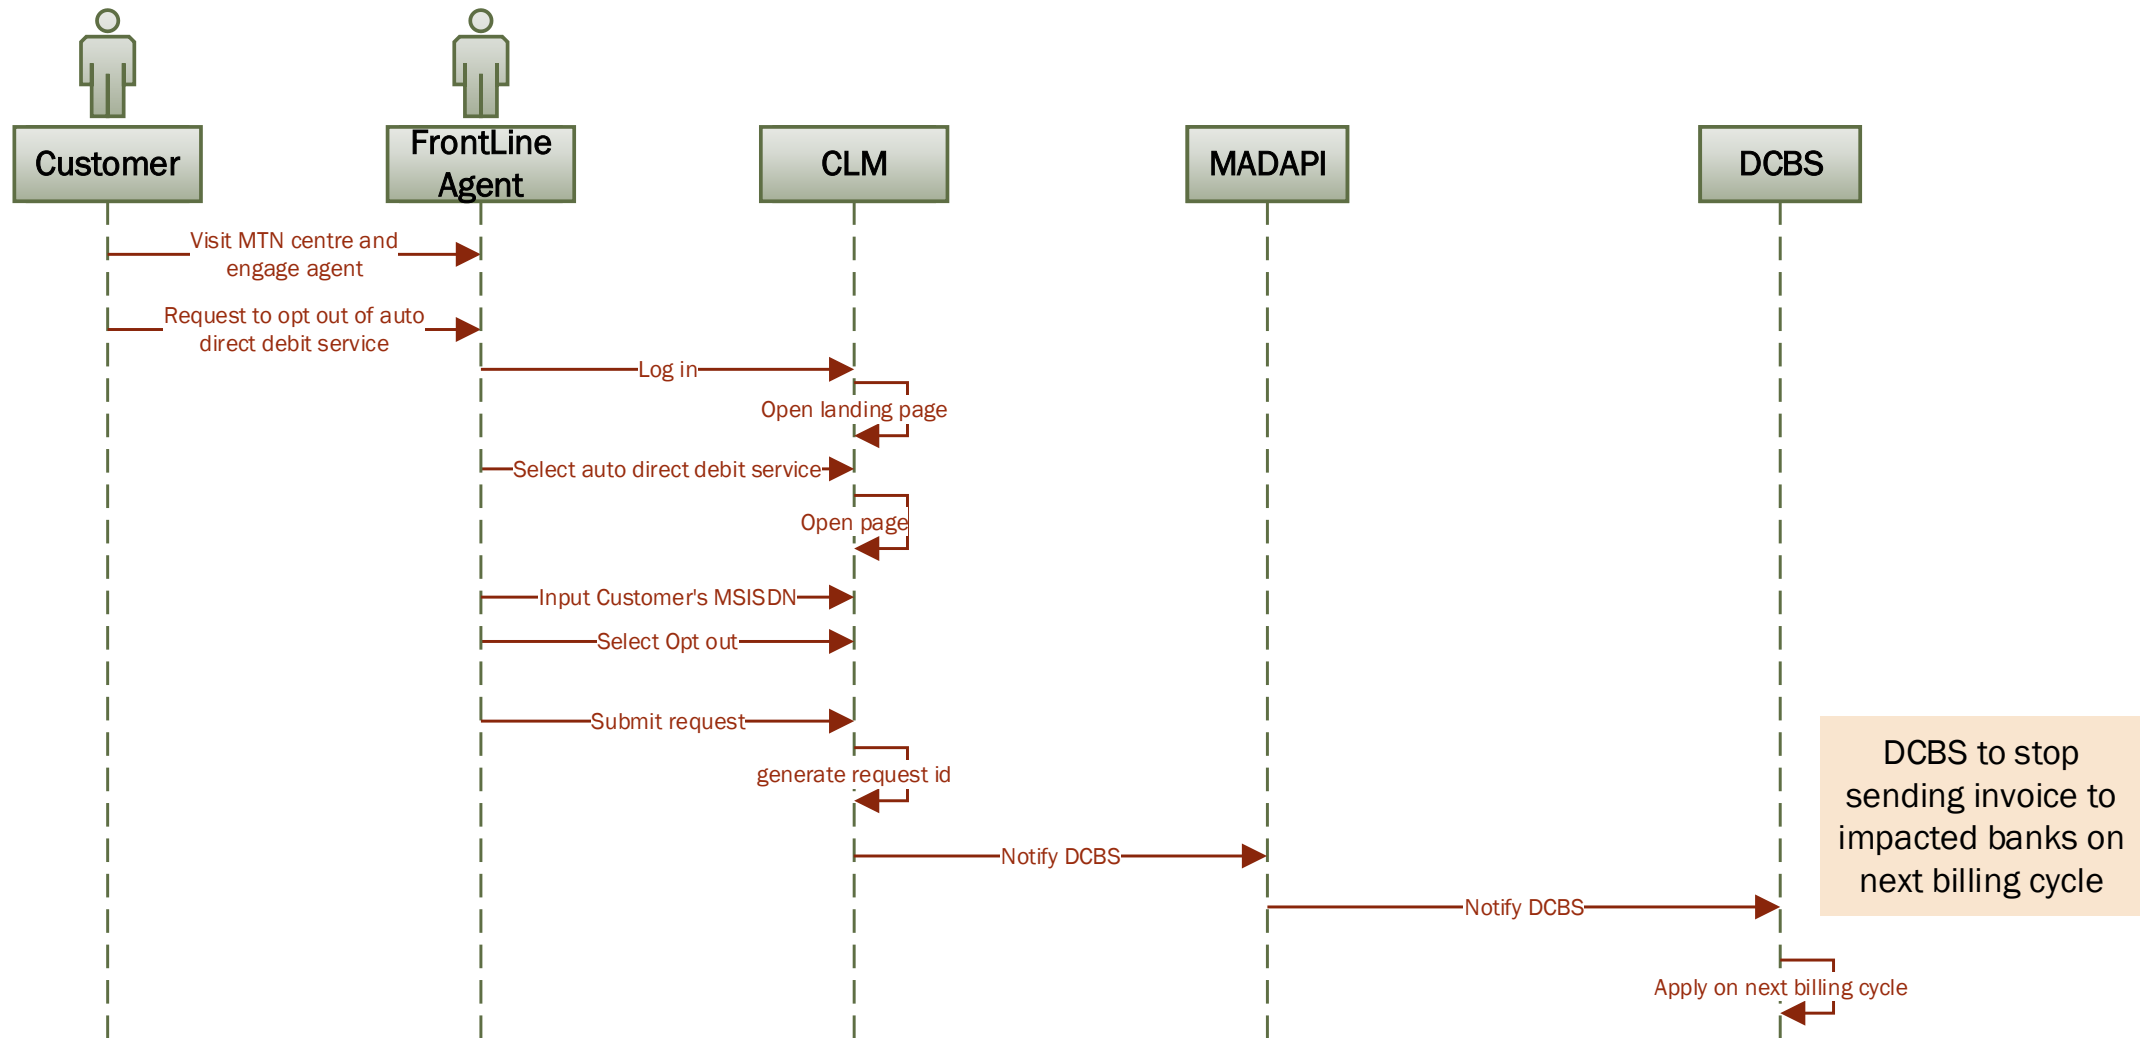 Customer
FrontLine
Agent
CLM
MADAPI
DCBS
Visit MTN centre and
engage agent
Request to opt out of auto
direct debit service
Log in
Open landing page
Select auto direct debit service
Open page
Input Customer's MSISDN
Select Opt out
Submit request
generate request id
DCBS to stop
sending invoice to
impacted banks on
next billing cycle
Notify DCBS
Notify DCBS
Apply on next billing cycle